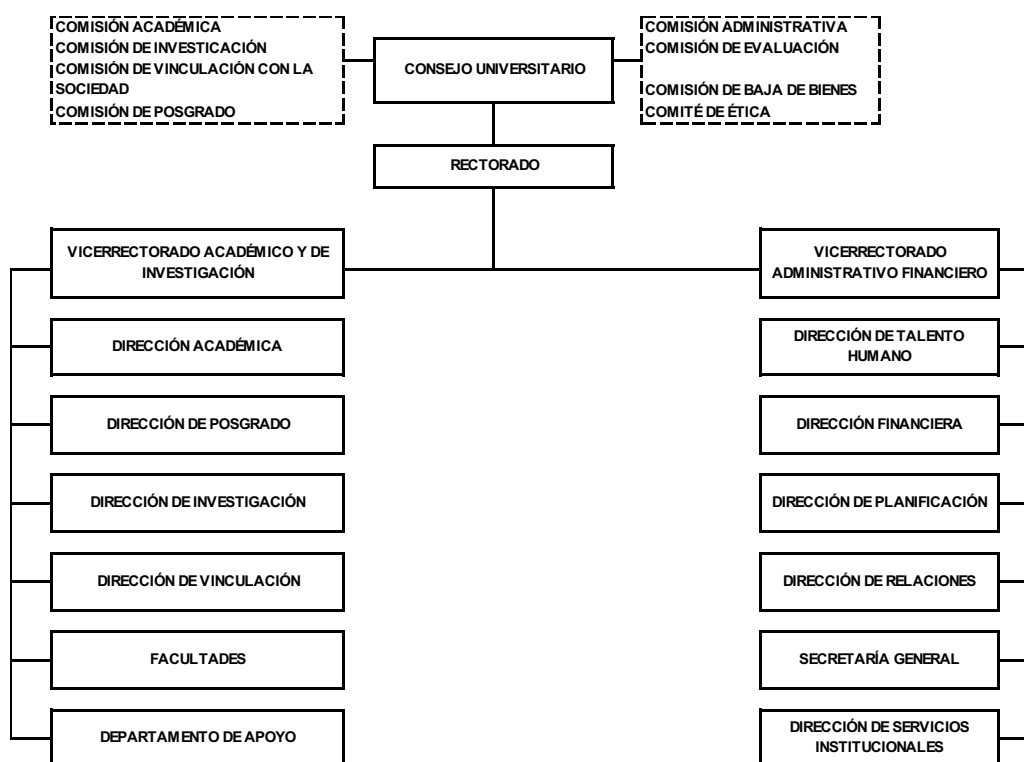 COMISIÓN ACADÉMICA
COMISIÓN DE INVESTICACIÓN
COMISIÓN DE VINCULACIÓN CON LA
SOCIEDAD
COMISIÓN DE POSGRADO
CONSEJO UNIVERSITARIO
COMISIÓN ADMINISTRATIVA
COMISIÓN DE EVALUACIÓN
COMISIÓN DE BAJA DE BIENES
COMITÉ DE ÉTICA
RECTORADO
VICERRECTORADO ACADÉMICO Y DE
INVESTIGACIÓN
VICERRECTORADO
ADMINISTRATIVO FINANCIERO
DIRECCIÓN ACADÉMICA
DIRECCIÓN DE TALENTO
HUMANO
DIRECCIÓN DE POSGRADO
DIRECCIÓN FINANCIERA
DIRECCIÓN DE INVESTIGACIÓN
DIRECCIÓN DE PLANIFICACIÓN
DIRECCIÓN DE VINCULACIÓN
DIRECCIÓN DE RELACIONES
FACULTADES
SECRETARÍA GENERAL
DEPARTAMENTO DE APOYO
DIRECCIÓN DE SERVICIOS
INSTITUCIONALES